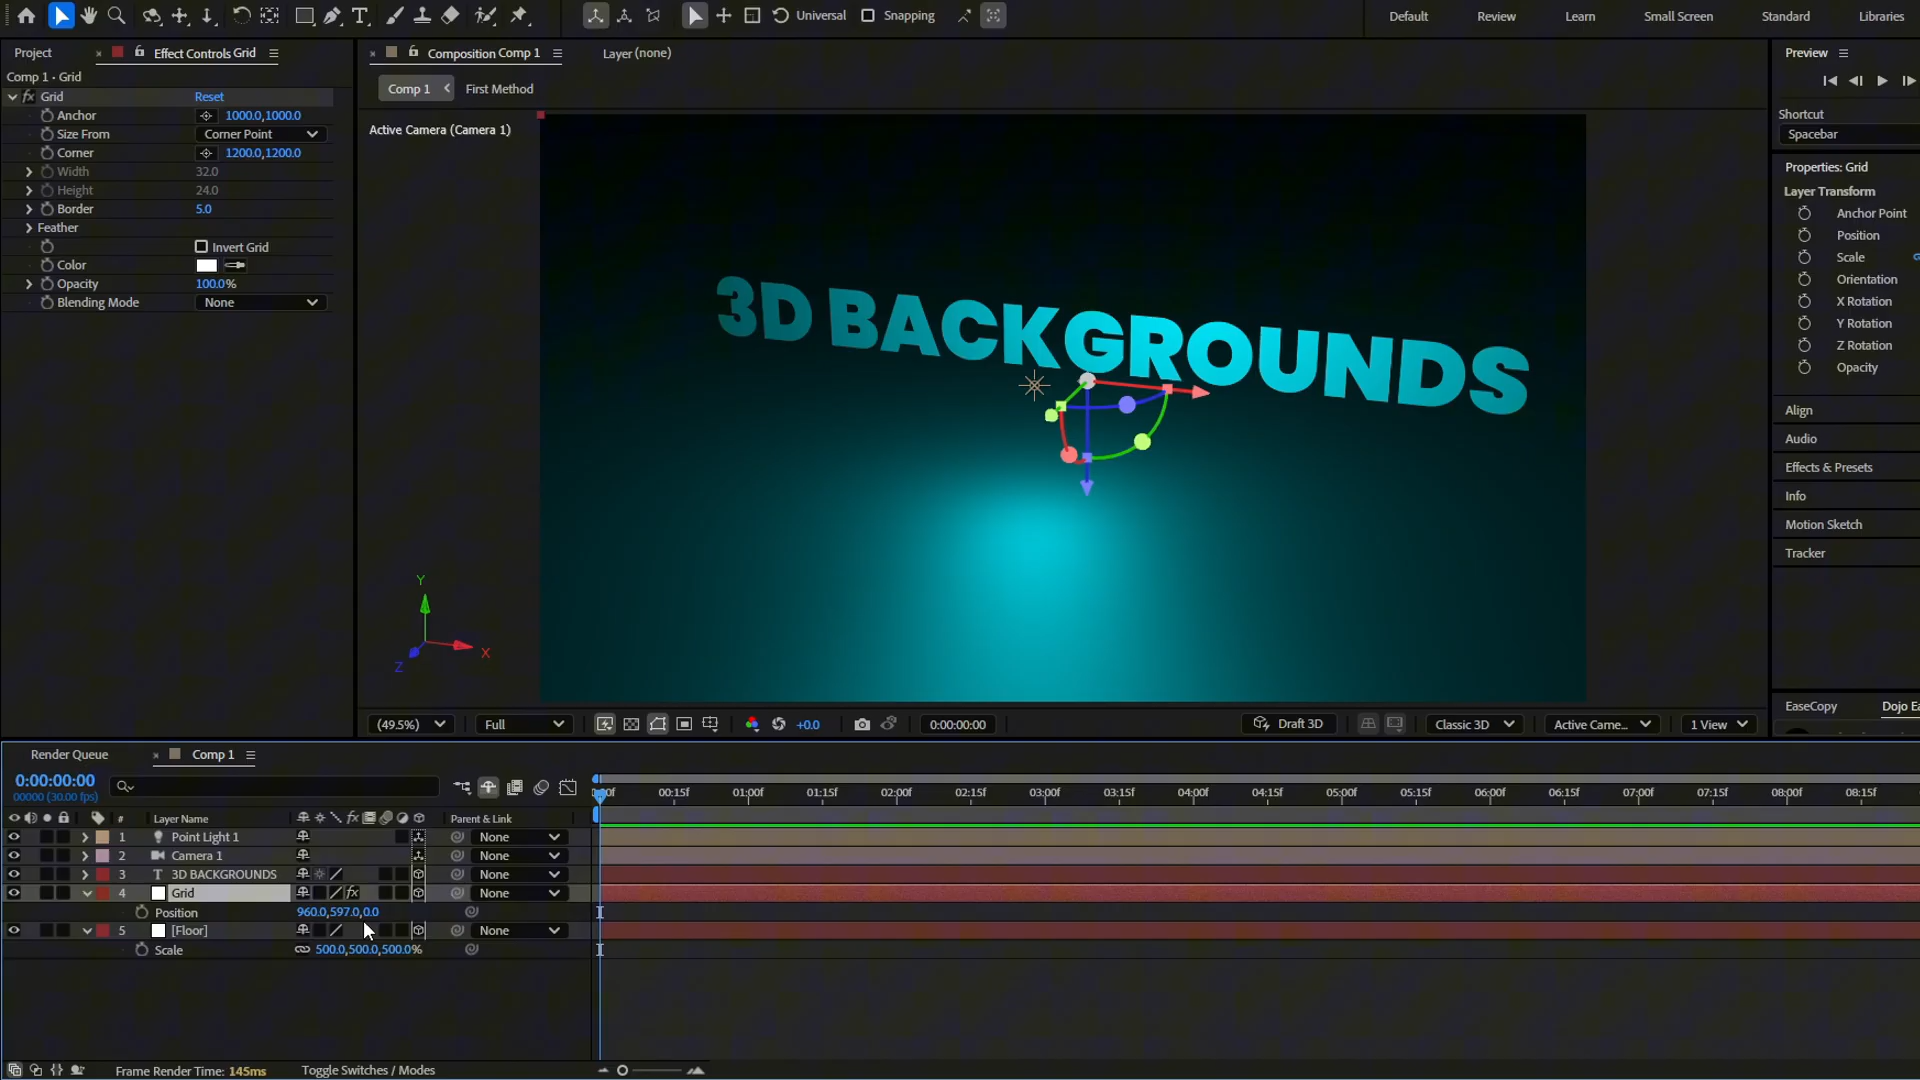 Universal Snapping Default Review Learn Small Screen Standard Libraries
Project Effect Controls Grid Composition Comp 1 Layer (none) Preview
Comp 1 • Grid
Comp 1 First Method
Grid Reset
Anchor 1000.0,1000.0
Size From Corner Point
Corner 1200.0,1200.0
Width 32.0
Height 24.0
Border 5.0
Feather
Invert Grid
Color
Opacity 100.0%
Blending Mode None
Active Camera (Camera 1)
3D BACKGROUNDS
Y
X
Z
Shortcut
Spacebar
Properties: Grid
Layer Transform
Anchor Point
Position
Scale
Orientation
X Rotation
Y Rotation
Z Rotation
Opacity
Align
Audio
Effects & Presets
Info
Motion Sketch
Tracker
EaseCopy Dojo Ea
(49.5%) Full +0.0 0:00:00:00 Draft 3D Classic 3D Active Came... 1 View
Render Queue Comp 1
0:00:00:00
00000 (30.00 fps)
00:15f 01:00f 01:15f 02:00f 02:15f 03:00f 03:15f 04:00f 04:15f 05:00f 05:15f 06:00f 06:15f 07:00f 07:15f 08:00f 08:15f
# Layer Name fx Parent & Link
1 Point Light 1 None
2 Camera 1 None
3 T 3D BACKGROUNDS None
4 Grid fx None
Position 960.0,597.0,0.0
5 [Floor] None
Scale 500.0,500.0,500.0%
Frame Render Time: 145ms Toggle Switches / Modes